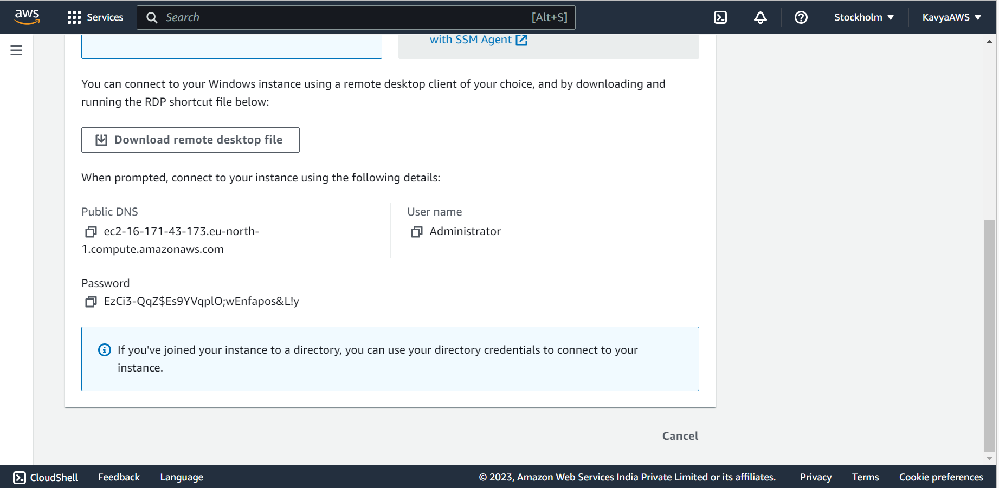 aws
Services
Search
[Alt+S]
Stockholm
KavyaAWS
with SSM Agent
You can connect to your Windows instance using a remote desktop client of your choice, and by downloading and
running the RDP shortcut file below:
Download remote desktop file
When prompted, connect to your instance using the following details:
Public DNS
ec2-16-171-43-173.eu-north-
1.compute.amazonaws.com
User name
Administrator
Password
EzCi3-QqZ$Es9YVqplO;wEnfapos&L!y
If you've joined your instance to a directory, you can use your directory credentials to connect to your
instance.
Cancel
CloudShell
Feedback
Language
© 2023, Amazon Web Services India Private Limited or its affiliates.
Privacy
Terms
Cookie preferences